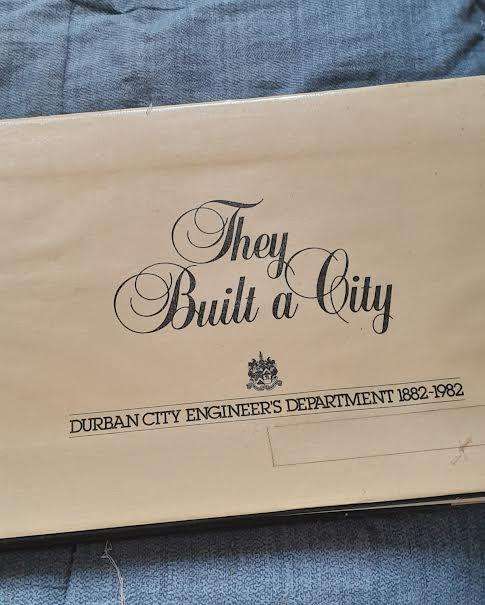 They
Built a City
DURBAN CITY ENGINEER'S DEPARTMENT 1882-1982